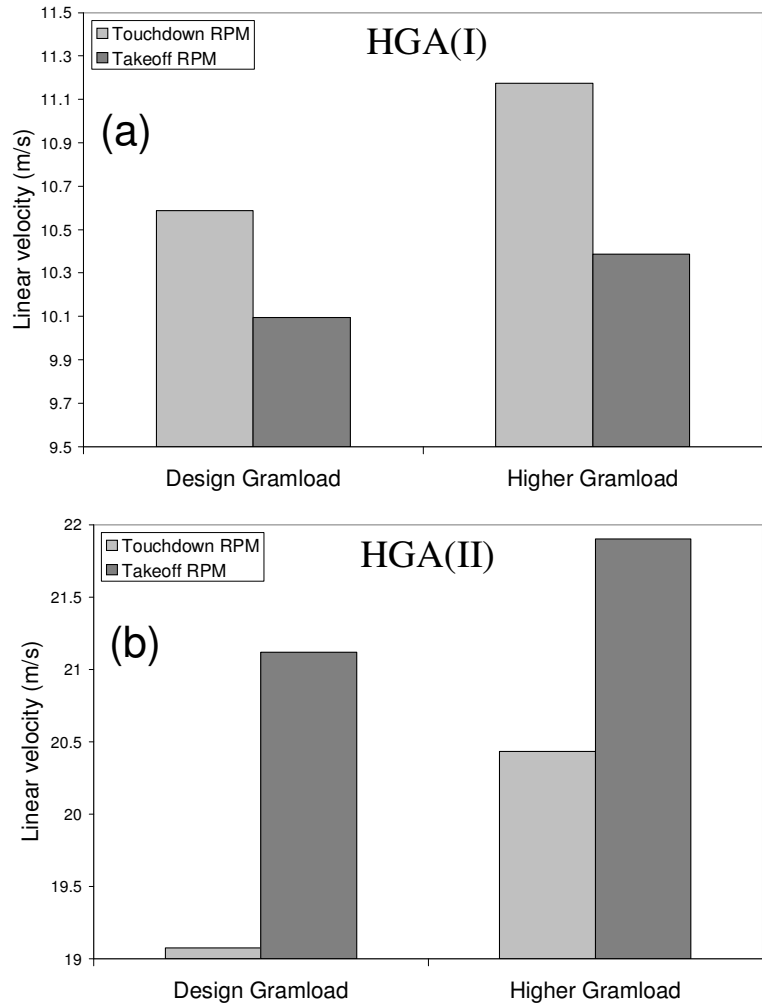 HGA(I)
Touchdown RPM
Takeoff RPM
(a)
Linear velocity (m/s)
11.5
11.3
11.1
10.9
10.7
10.5
10.3
10.1
9.9
9.7
9.5
Design Gramload Higher Gramload
HGA(II)
Touchdown RPM
Takeoff RPM
(b)
Linear velocity (m/s)
22
21.5
21
20.5
20
19.5
19
Design Gramload Higher Gramload